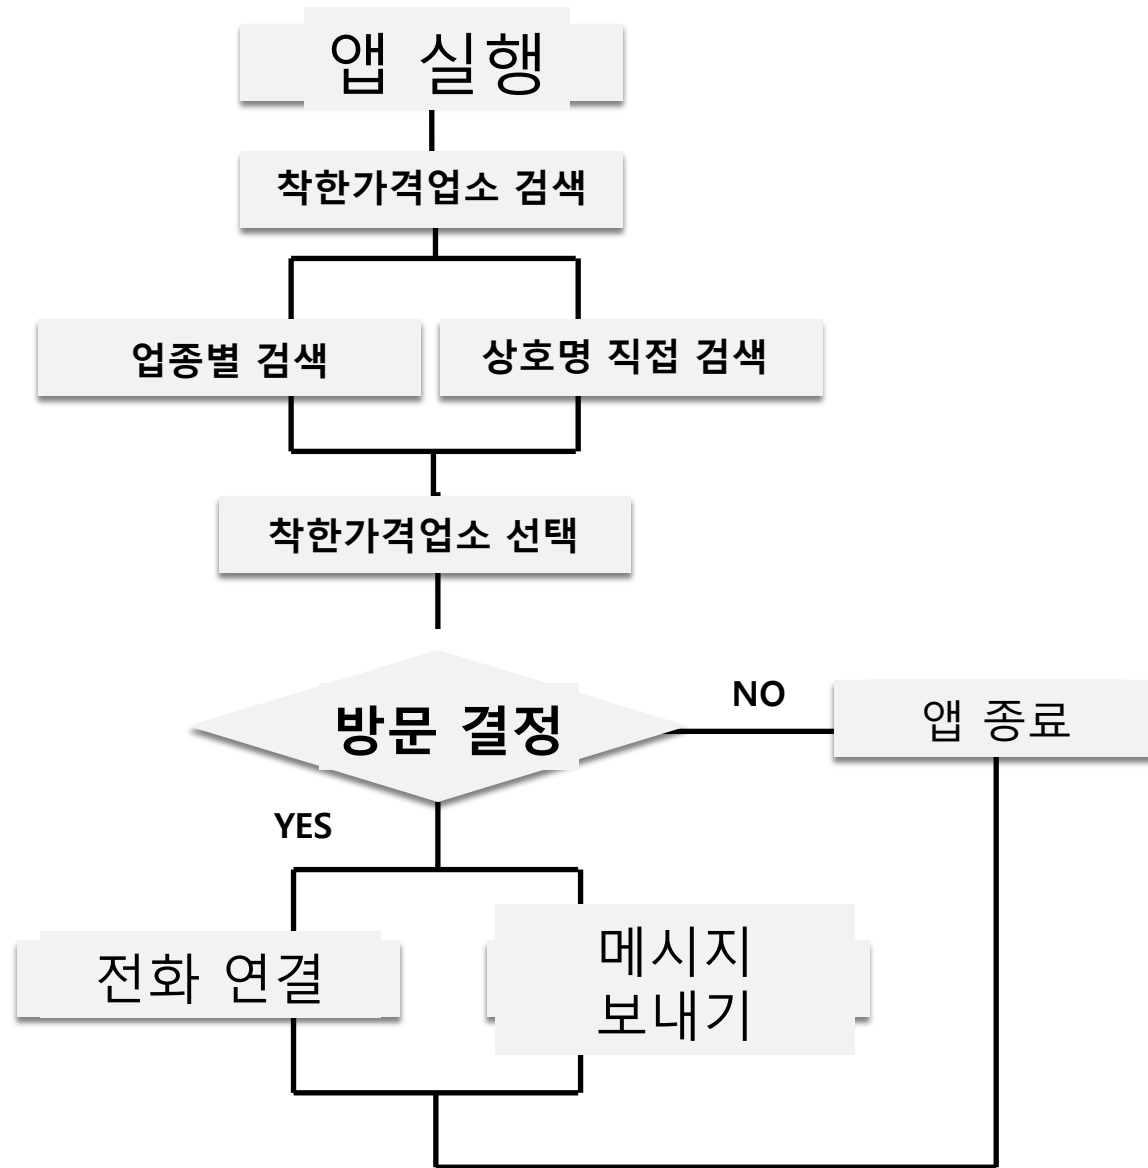 앱 실행
착한가격업소 검색
업종별 검색
상호명 직접 검색
착한가격업소 선택
방문 결정
NO
앱 종료
YES
전화 연결
메시지
보내기